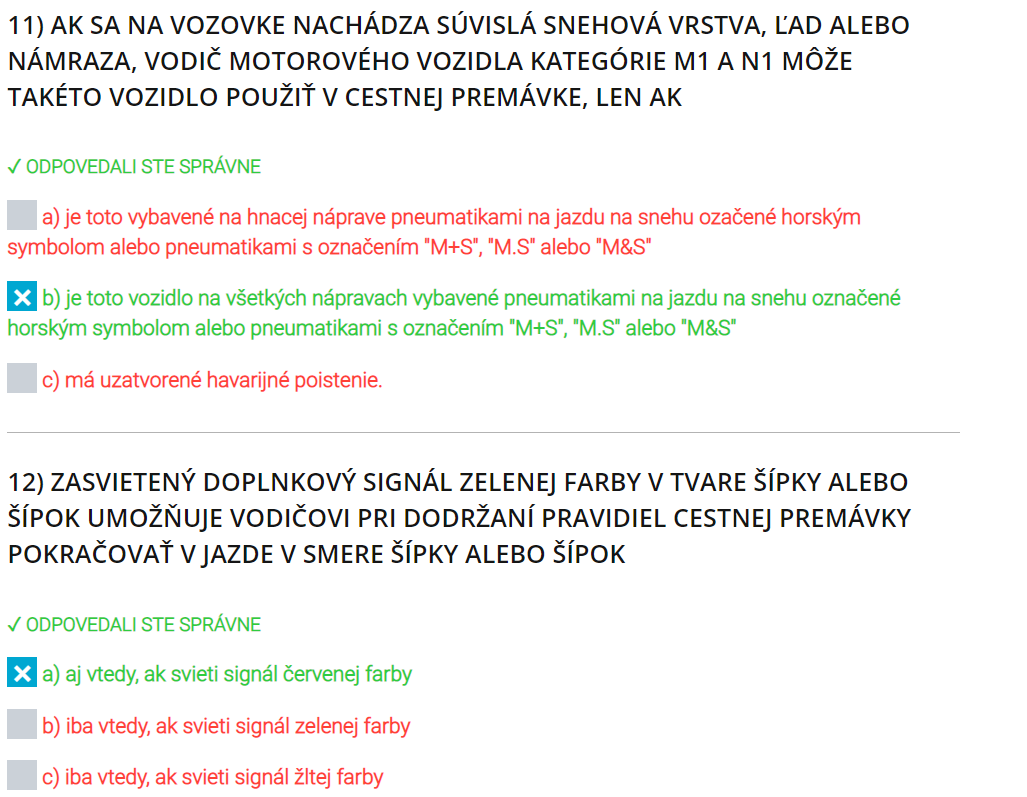 11) AK SA NA VOZOVKE NACHÁDZA SÚVISLÁ SNEHOVÁ VRSTVA, ĽAD ALEBO
NÁMRAZA, VODIČ MOTOROVÉHO VOZIDLA KATEGÓRIE M1 A N1 MÔŽE
TAKÉTO VOZIDLO POUŽIŤ V CESTNEJ PREMÁVKE, LEN AK
✓ ODPOVEDALI STE SPRÁVNE
a) je toto vybavené na hnacej náprave pneumatikami na jazdu na snehu ozačené horským
symbolom alebo pneumatikami s označením "M+S", "M.S" alebo "M&S"
b) je toto vozidlo na všetkých nápravach vybavené pneumatikami na jazdu na snehu označené
horským symbolom alebo pneumatikami s označením "M+S", "M.S" alebo "M&S"
c) má uzatvorené havarijné poistenie.
12) ZASVIETENÝ DOPLNKOVÝ SIGNÁL ZELENEJ FARBY V TVARE ŠÍPKY ALEBO
ŠÍPOK UMOŽŇUJE VODIČOVI PRI DODRŽANÍ PRAVIDIEL CESTNEJ PREMÁVKY
POKRAČOVAŤ V JAZDE V SMERE ŠÍPKY ALEBO ŠÍPOK
✓ ODPOVEDALI STE SPRÁVNE
a) aj vtedy, ak svieti signál červenej farby
b) iba vtedy, ak svieti signál zelenej farby
c) iba vtedy, ak svieti signál žltej farby